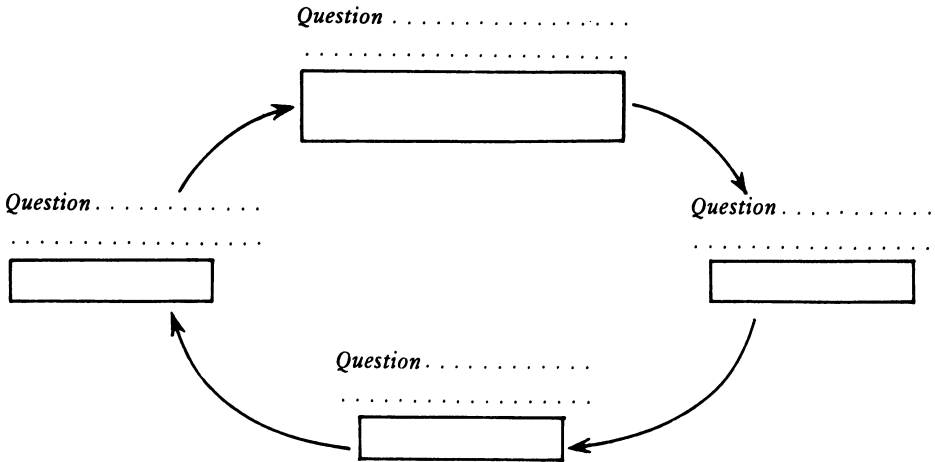 Question . . . . . . . . . . . . . . . .
. . . . . . . . . . . . . . . . . . . . . .
Question . . . . . . . . . . . .
. . . . . . . . . . . . . . . . . .
Question . . . . . . . . . . .
. . . . . . . . . . . . . . . . .
Question . . . . . . . . . . . .
. . . . . . . . . . . . . . . . . .